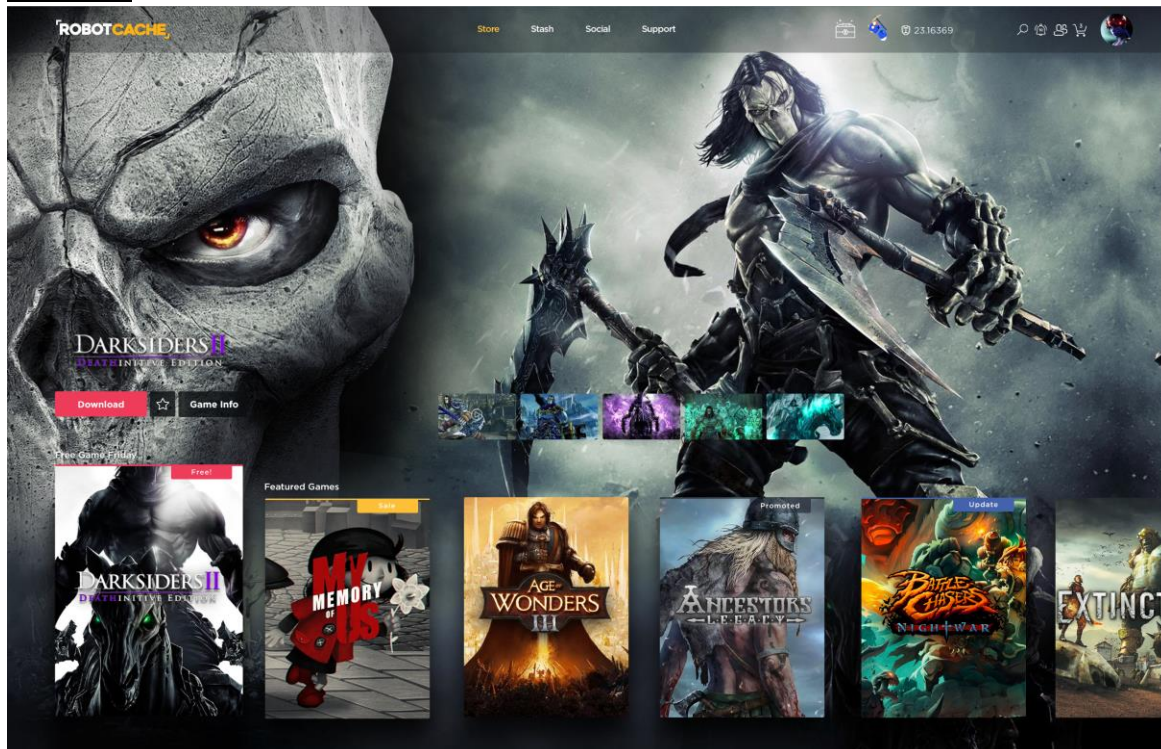 ROBOTCACHE
Store Stash Social Support
23.16369
DARKSIDERS II
DEATHINITIVE EDITION
Download Game Info
Free Game Friday
Free!
Featured Games
Sale
Promoted
Update
DARKSIDERS II
DEATHINITIVE EDITION
MY
MEMORY
OF
US
AGE OF
WONDERS
III
ANCESTORS
LEGACY
BATTLE
CHASERS
NIGHTWAR
EXTINCT